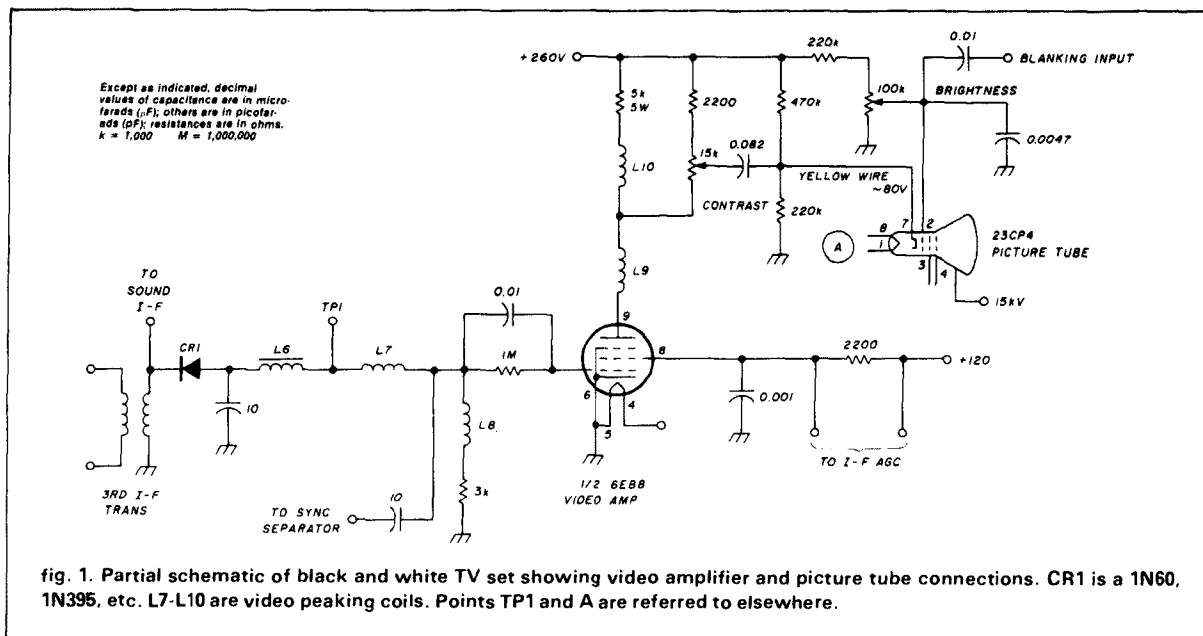 Except as indicated, decimal
values of capacitance are in micro-
farads (µF); others are in picofar-
ads (pF); resistances are in ohms.
k = 1,000 M = 1,000,000
+260V
5k
5W
2200
470k
220k
100k
0.01
BLANKING INPUT
BRIGHTNESS
0.0047
L10
15k
0.082
CONTRAST
YELLOW WIRE
~80V
220k
A
8
1
7
2
3
4
23CP4
PICTURE TUBE
15kV
L9
TO
SOUND
I-F
CR1
L6
TP1
L7
0.01
1M
9
8
6
5
4
2200
+120
0.001
TO I-F AGC
10
L8
3k
3RD I-F
TRANS
TO SYNC
SEPARATOR
10
1/2 6EB8
VIDEO AMP
fig. 1. Partial schematic of black and white TV set showing video amplifier and picture tube connections. CR1 is a 1N60,
1N395, etc. L7-L10 are video peaking coils. Points TP1 and A are referred to elsewhere.